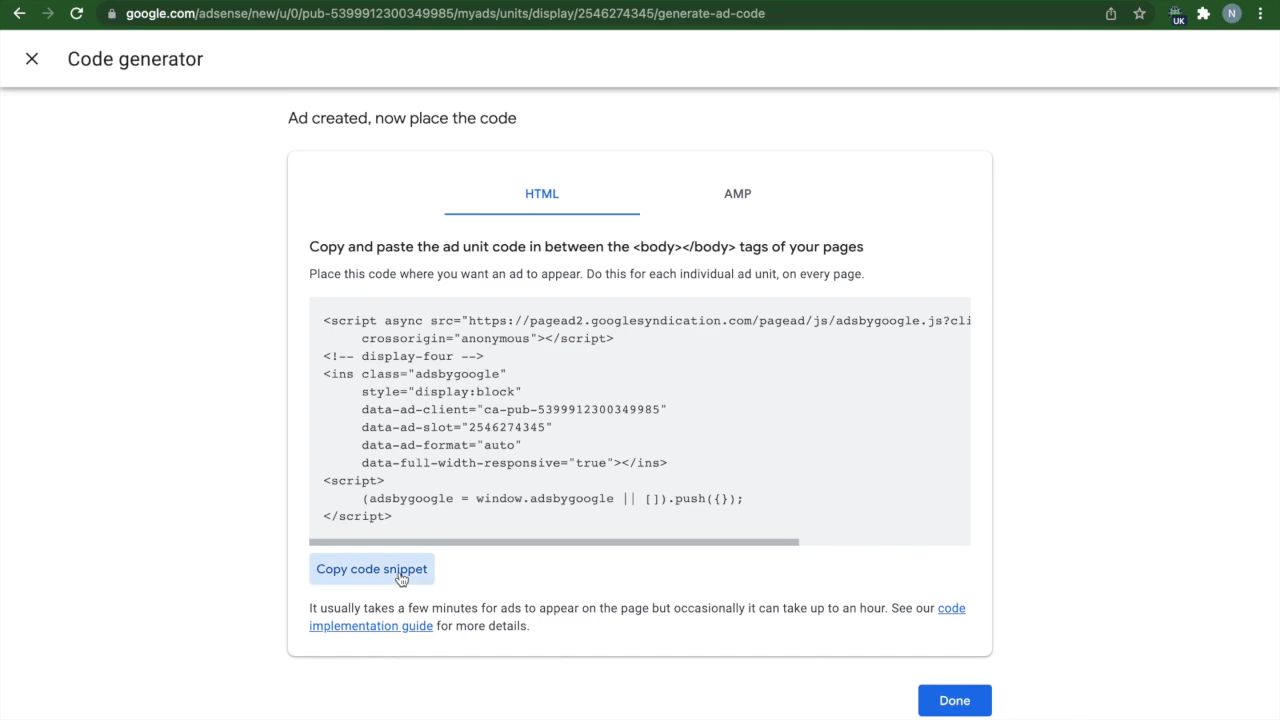 google.com/adsense/new/u/0/pub-5399912300349985/myads/units/display/2546274345/generate-ad-code
UK
N
Code generator
Ad created, now place the code
HTML
AMP
Copy and paste the ad unit code in between the <body></body> tags of your pages
Place this code where you want an ad to appear. Do this for each individual ad unit, on every page.
<script async src="https://pagead2.googlesyndication.com/pagead/js/adsbygoogle.js?cli
crossorigin="anonymous"></script>
<!-- display-four -->
<ins class="adsbygoogle"
style="display:block"
data-ad-client="ca-pub-5399912300349985"
data-ad-slot="2546274345"
data-ad-format="auto"
data-full-width-responsive="true"></ins>
<script>
(adsbygoogle = window.adsbygoogle || []).push({});
</script>
Copy code snippet
It usually takes a few minutes for ads to appear on the page but occasionally it can take up to an hour. See our code
implementation guide for more details.
Done